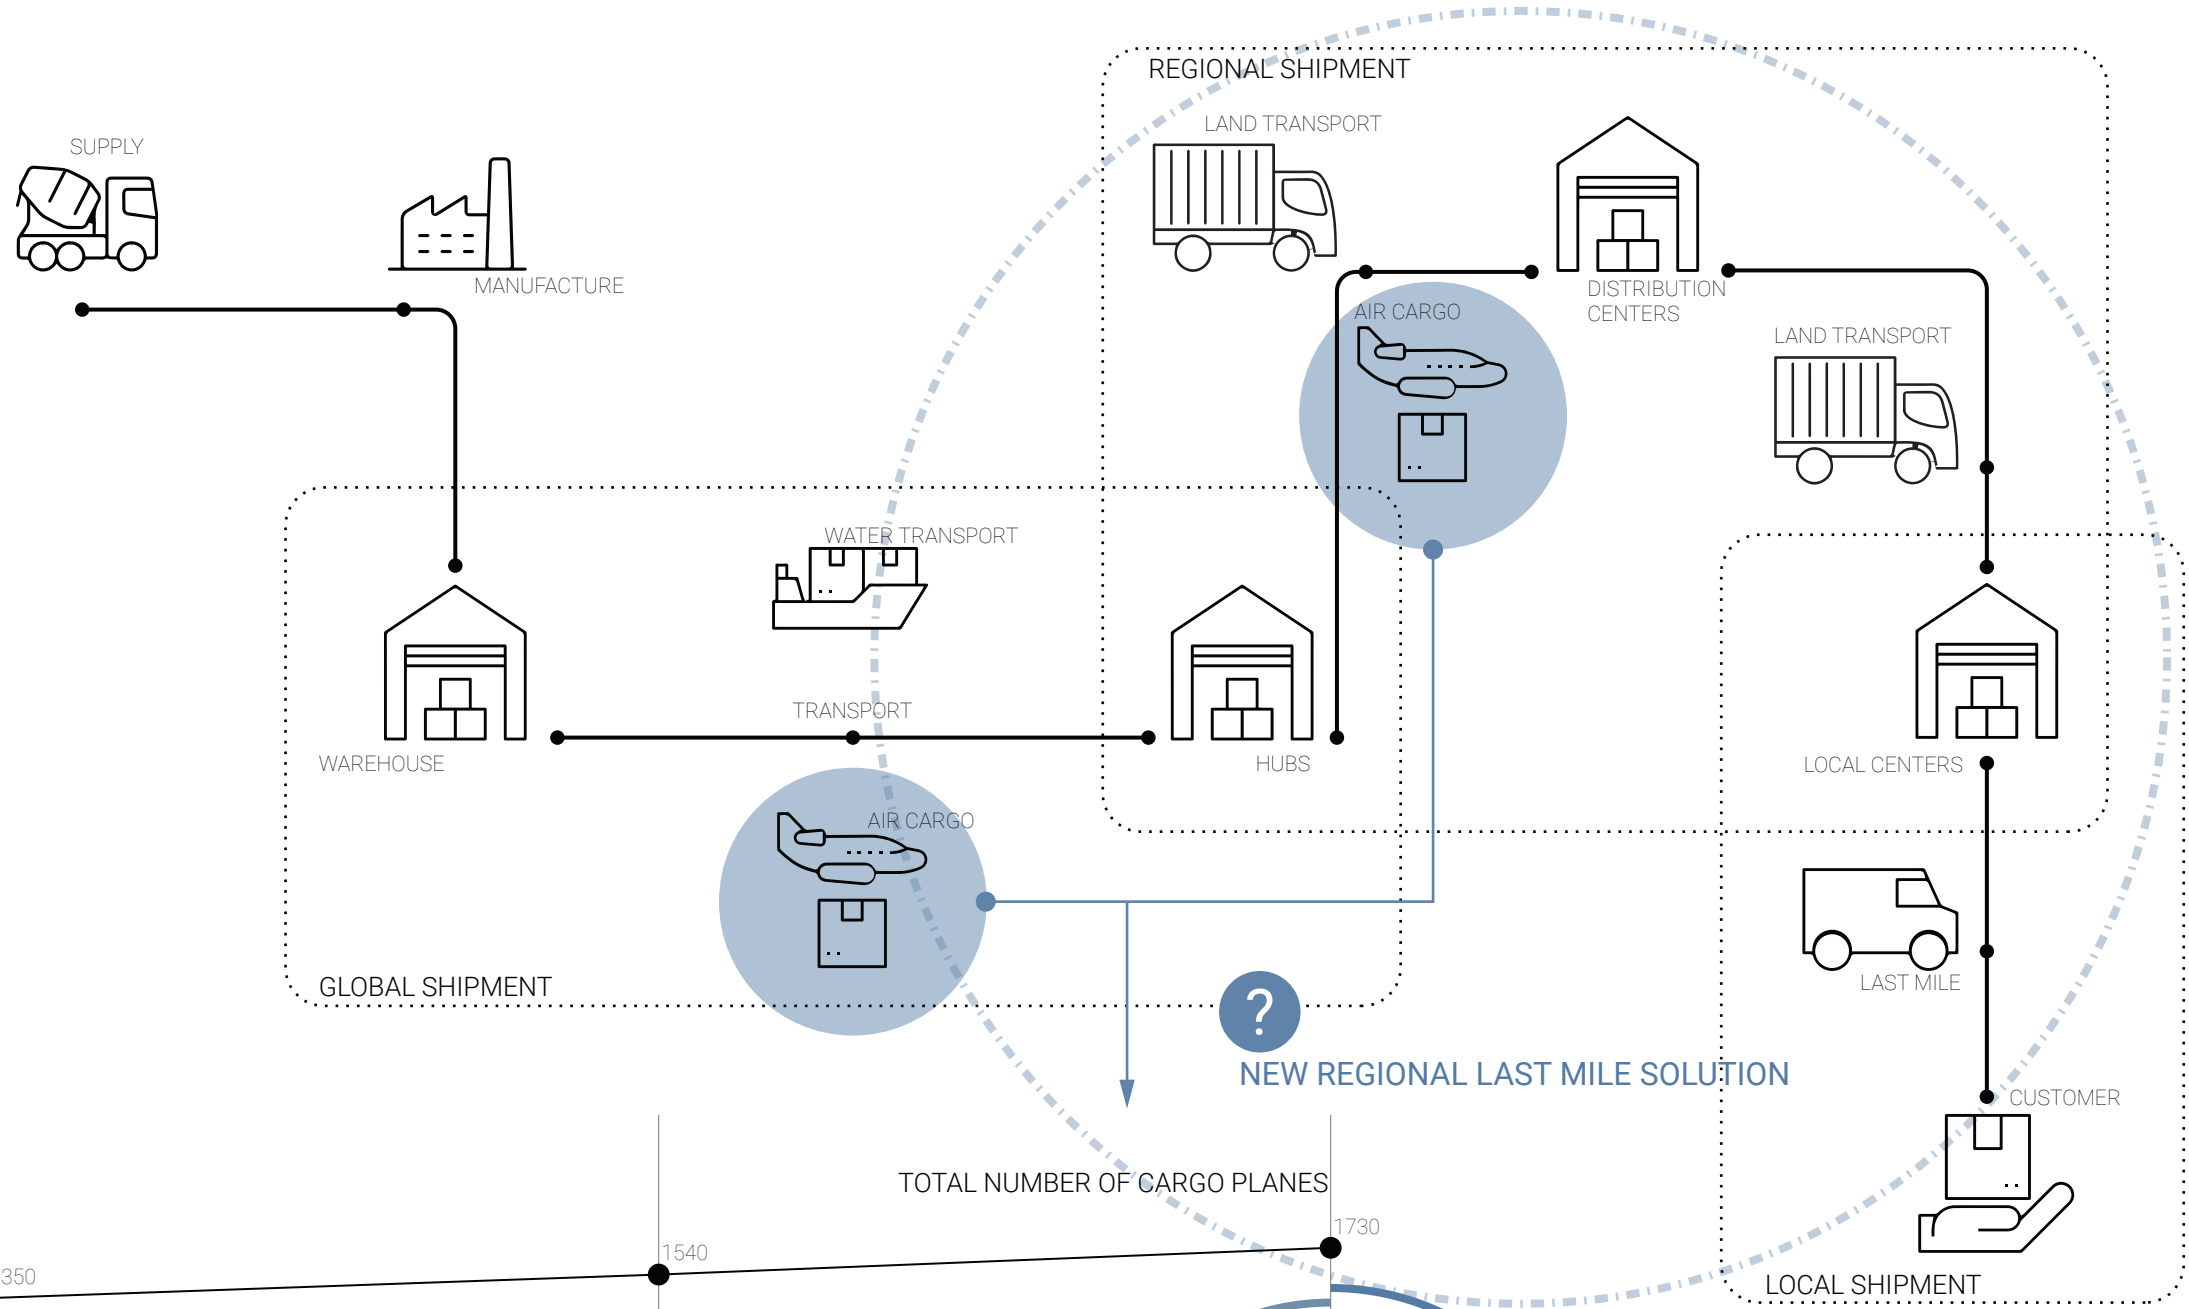 REGIONAL SHIPMENT
LAND TRANSPORT
SUPPLY
MANUFACTURE
DISTRIBUTION
CENTERS
AIR CARGO
LAND TRANSPORT
WATER TRANSPORT
TRANSPORT
WAREHOUSE
HUBS
LOCAL CENTERS
AIR CARGO
GLOBAL SHIPMENT
LAST MILE
?
NEW REGIONAL LAST MILE SOLUTION
CUSTOMER
TOTAL NUMBER OF CARGO PLANES
1730
1540
350
LOCAL SHIPMENT